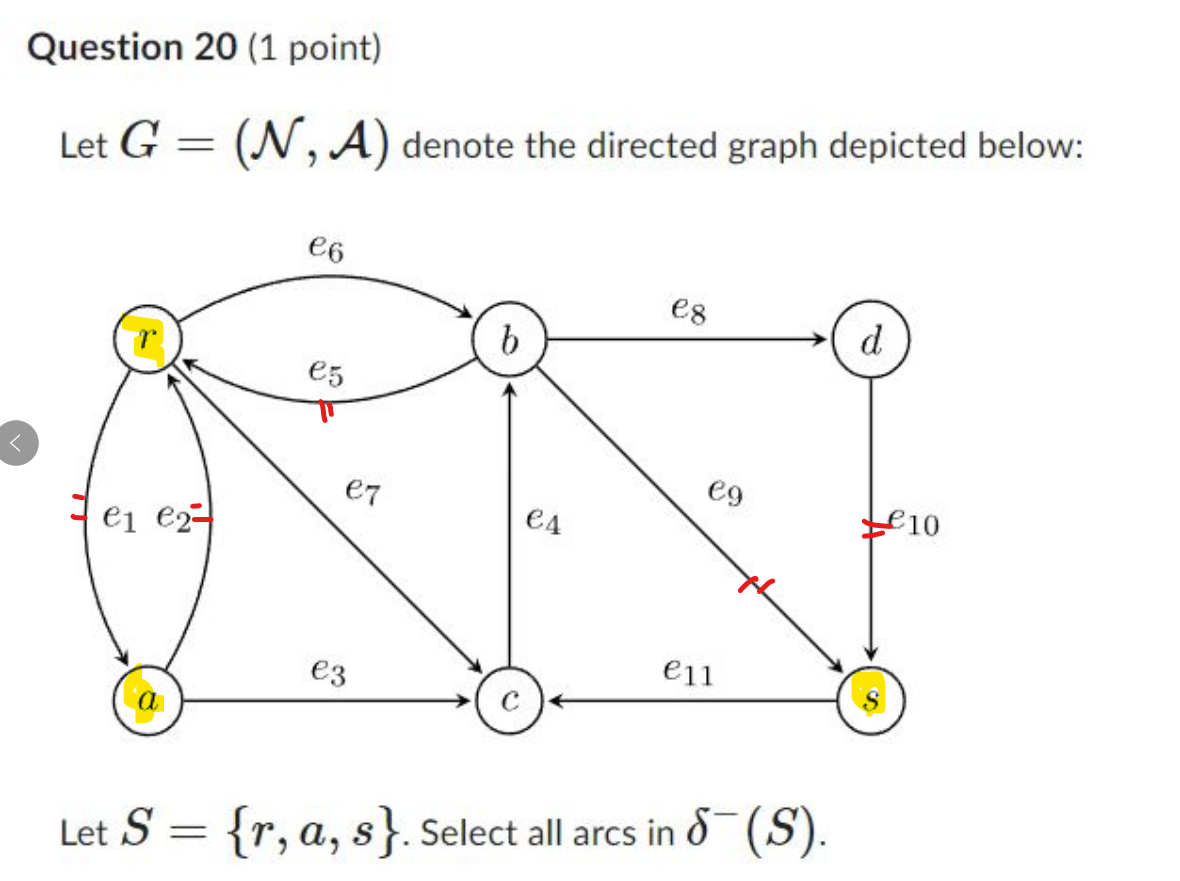 Question 20 (1 point)
Let G = (𝒩, 𝒜) denote the directed graph depicted below:
e₆
r
b
e₈
d
e₅
e₇
e₉
e₁ e₂
e₄
e₁₀
e₃
e₁₁
a
c
s
Let S = {r, a, s}. Select all arcs in δ⁻(S).